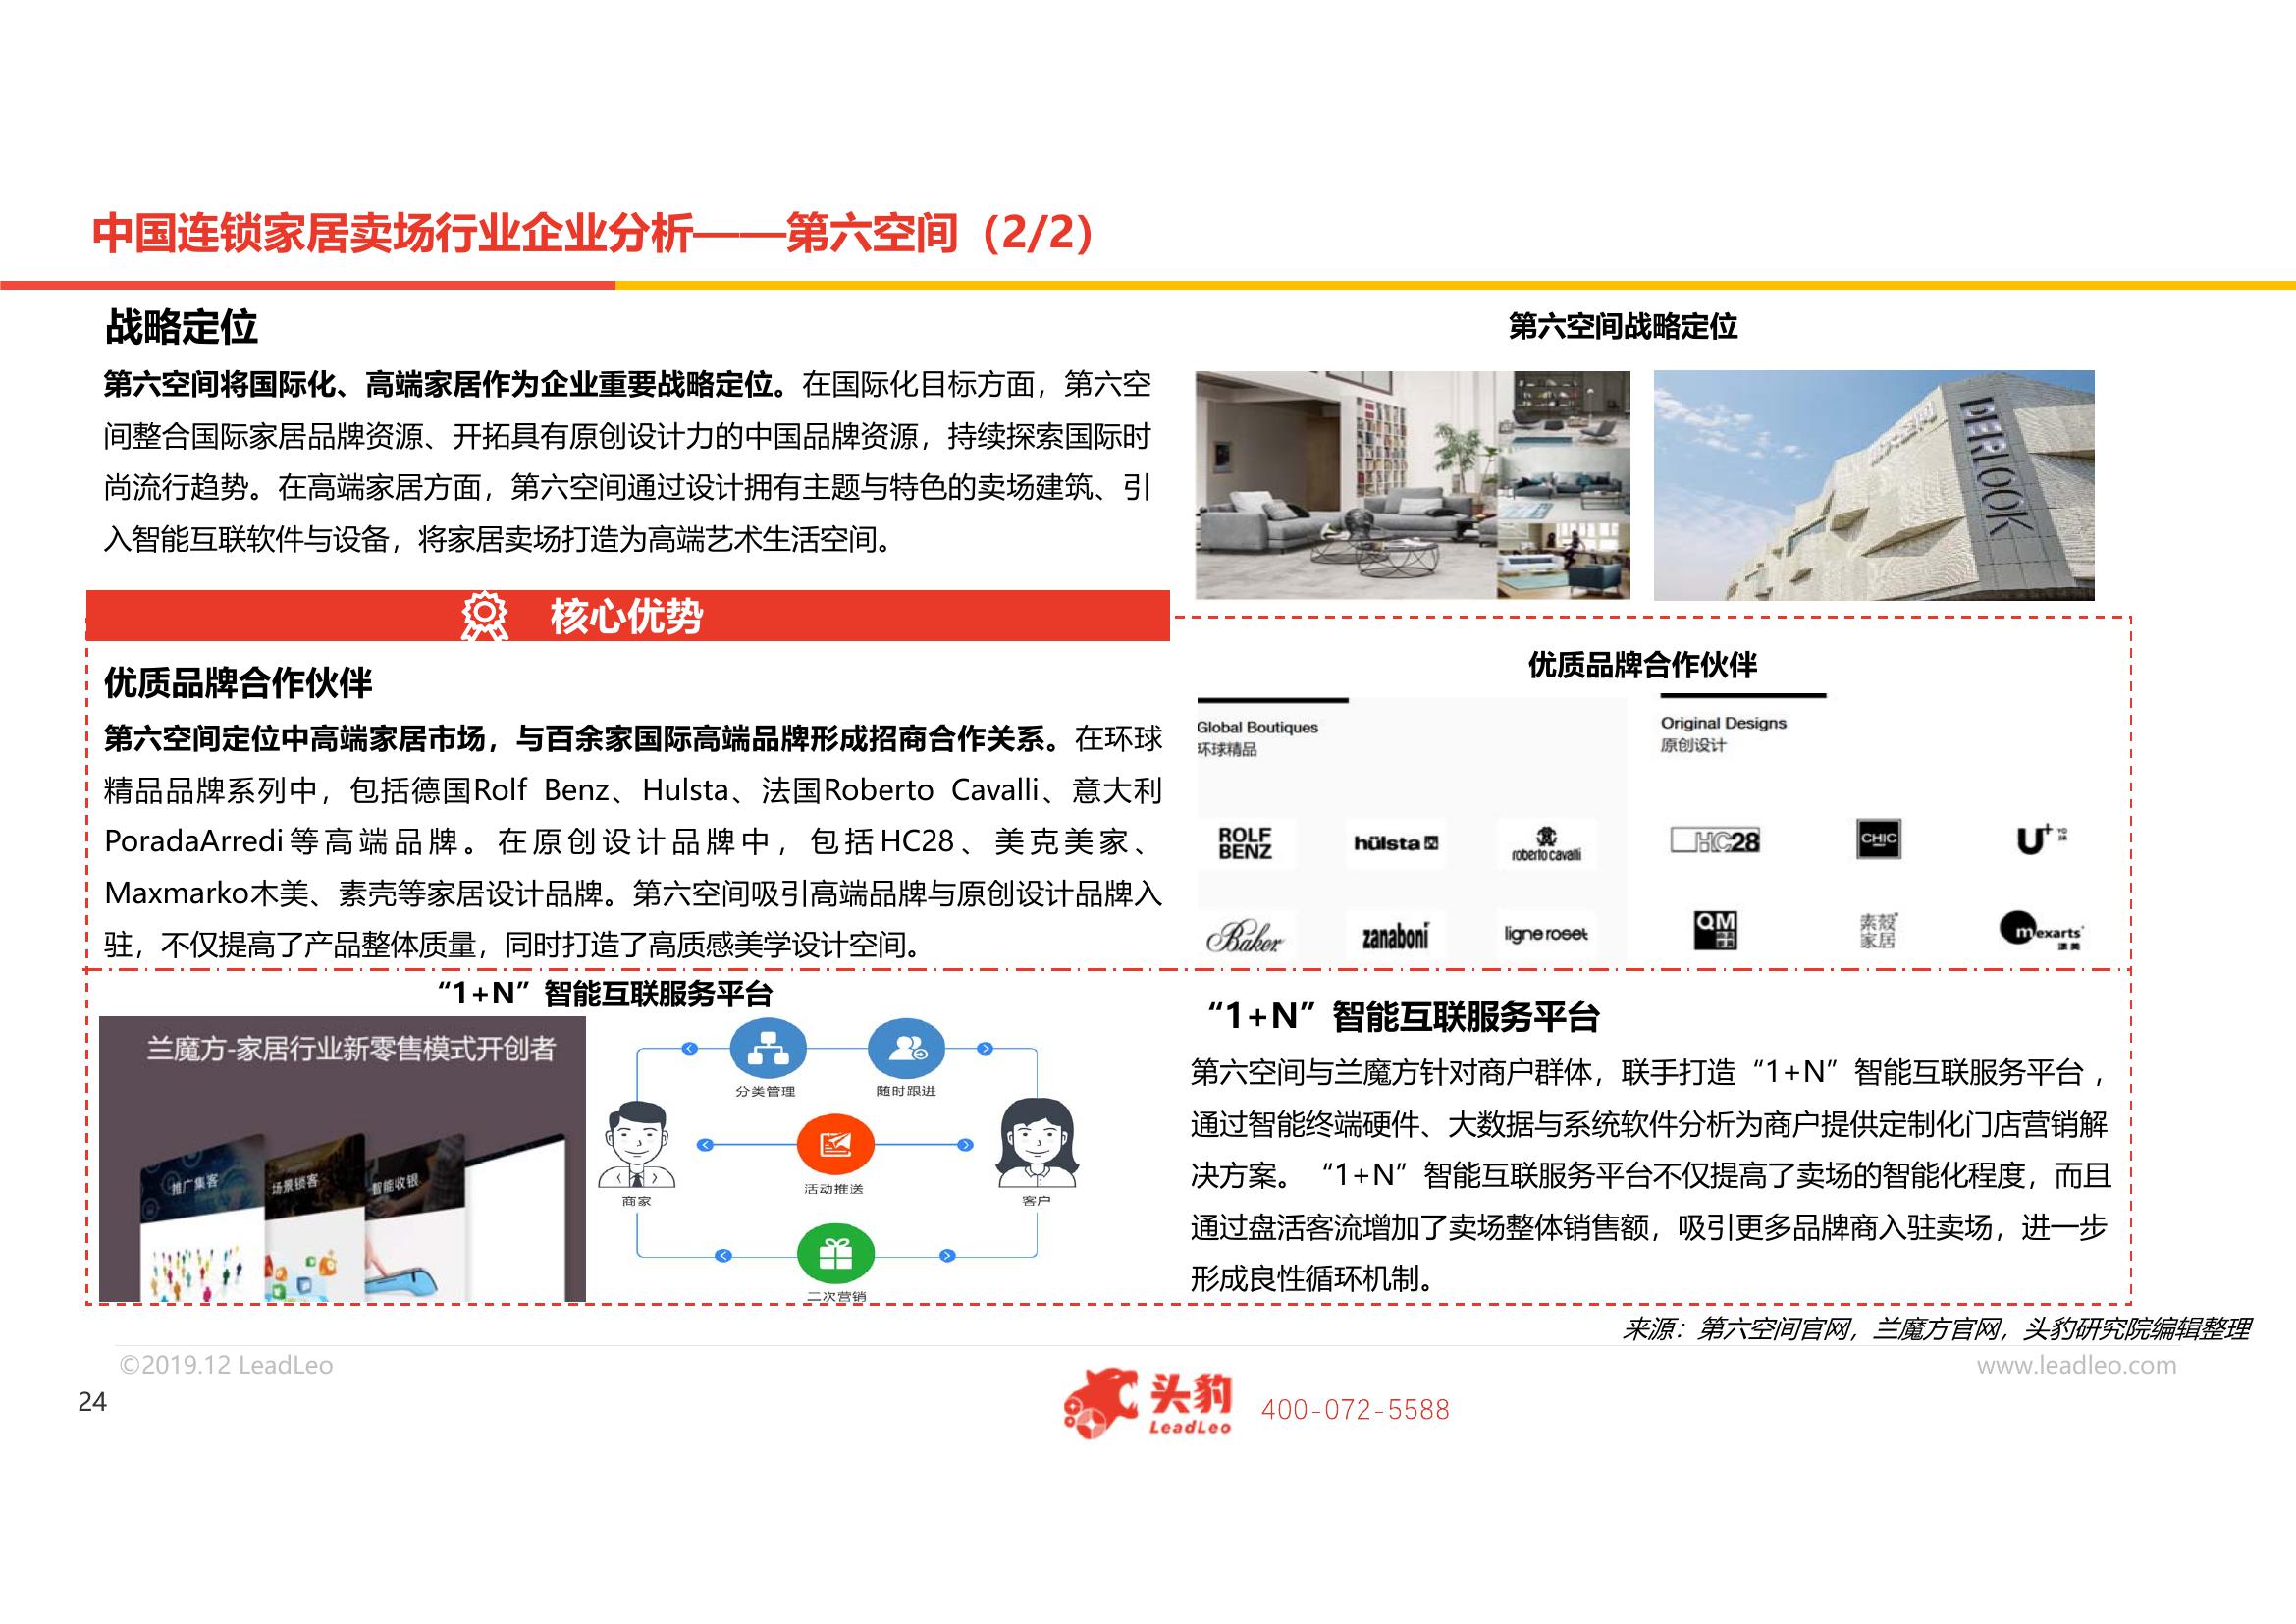 中国连锁家居卖场行业企业分析——第六空间（2/2）
战略定位
第六空间将国际化、高端家居作为企业重要战略定位。在国际化目标方面，第六空
间整合国际家居品牌资源、开拓具有原创设计力的中国品牌资源，持续探索国际时
尚流行趋势。在高端家居方面，第六空间通过设计拥有主题与特色的卖场建筑、引
入智能互联软件与设备，将家居卖场打造为高端艺术生活空间。
第六空间战略定位
DERLOOK
核心优势
优质品牌合作伙伴
第六空间定位中高端家居市场，与百余家国际高端品牌形成招商合作关系。在环球
精品品牌系列中，包括德国Rolf Benz、Hulsta、法国Roberto Cavalli、意大利
PoradaArredi等高端品牌。在原创设计品牌中，包括HC28、美克美家、
Maxmarko木美、素壳等家居设计品牌。第六空间吸引高端品牌与原创设计品牌入
驻，不仅提高了产品整体质量，同时打造了高质感美学设计空间。
优质品牌合作伙伴
Global Boutiques
环球精品
ROLF
BENZ
hülsta
roberto cavalli
Baker
zanaboni
ligne roset
Original Designs
原创设计
HC28
CHIC
U+
QM
素殻
家居
mexarts
“1+N”智能互联服务平台
兰魔方-家居行业新零售模式开创者
推广集客
场景锁客
智能收银
分类管理
随时跟进
商家
活动推送
客户
二次营销
“1+N”智能互联服务平台
第六空间与兰魔方针对商户群体，联手打造“1+N”智能互联服务平台，
通过智能终端硬件、大数据与系统软件分析为商户提供定制化门店营销解
决方案。“1+N”智能互联服务平台不仅提高了卖场的智能化程度，而且
通过盘活客流增加了卖场整体销售额，吸引更多品牌商入驻卖场，进一步
形成良性循环机制。
来源：第六空间官网，兰魔方官网，头豹研究院编辑整理
©2019.12 LeadLeo
www.leadleo.com
24
头豹
LeadLeo
400-072-5588